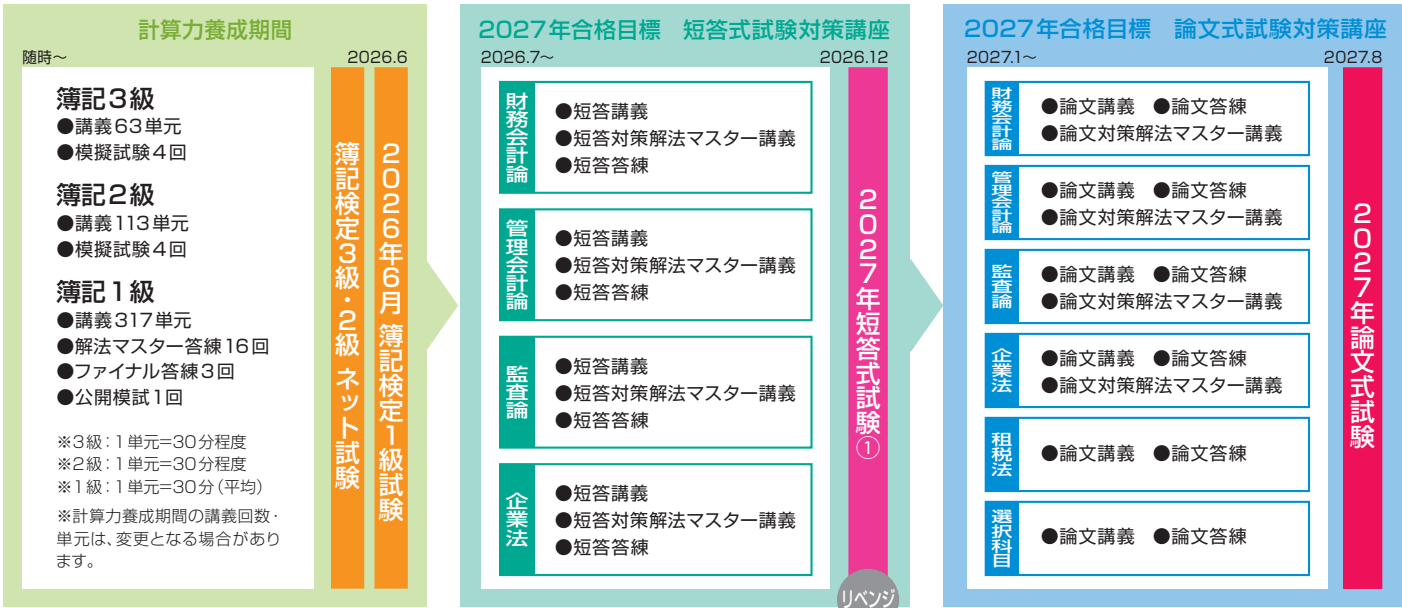 計算力養成期間
随時〜
2026.6
簿記3級
●講義63単元
●模擬試験4回
簿記2級
●講義113単元
●模擬試験4回
簿記1級
●講義317単元
●解法マスター答練16回
●ファイナル答練3回
●公開模試1回
※3級：1単元=30分程度
※2級：1単元=30分程度
※1級：1単元=30分（平均）
※計算力養成期間の講義回数・
単元は、変更となる場合があり
ます。
簿記検定3級・2級 ネット試験
2026年6月 簿記検定1級試験
2027年合格目標　短答式試験対策講座
2026.7〜
2026.12
財務会計論
●短答講義
●短答対策解法マスター講義
●短答答練
管理会計論
●短答講義
●短答対策解法マスター講義
●短答答練
監査論
●短答講義
●短答対策解法マスター講義
●短答答練
企業法
●短答講義
●短答対策解法マスター講義
●短答答練
2027年短答式試験①
リベンジ
2027年合格目標　論文式試験対策講座
2027.1〜
2027.8
財務会計論
●論文講義　●論文答練
●論文対策解法マスター講義
管理会計論
●論文講義　●論文答練
●論文対策解法マスター講義
監査論
●論文講義　●論文答練
●論文対策解法マスター講義
企業法
●論文講義　●論文答練
●論文対策解法マスター講義
租税法
●論文講義　●論文答練
選択科目
●論文講義　●論文答練
2027年論文式試験